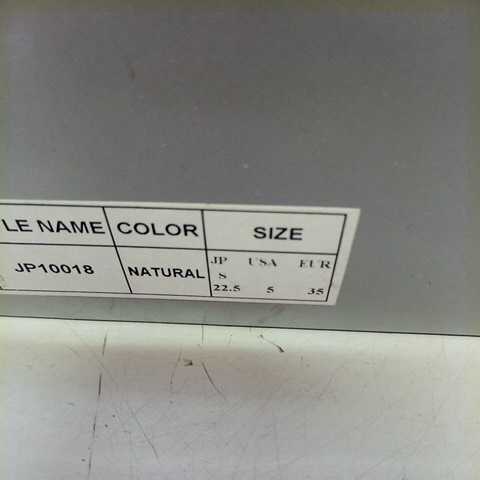 LE NAME COLOR SIZE
JP10018 NATURAL
JP USA EUR
S
22.5 5 35